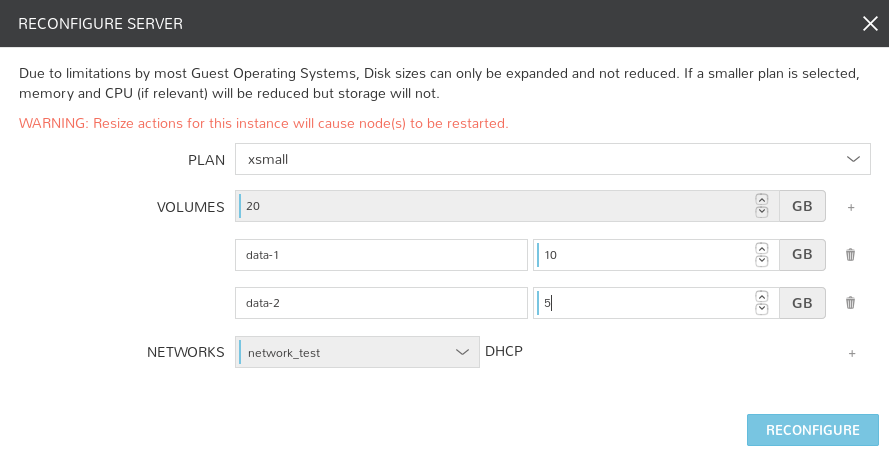 RECONFIGURE SERVER
Due to limitations by most Guest Operating Systems, Disk sizes can only be expanded and not reduced. If a smaller plan is selected,
memory and CPU (if relevant) will be reduced but storage will not.
WARNING: Resize actions for this instance will cause node(s) to be restarted.
PLAN xsmall
VOLUMES 20 GB +
data-1 10 GB
data-2 5 GB
NETWORKS network_test DHCP +
RECONFIGURE